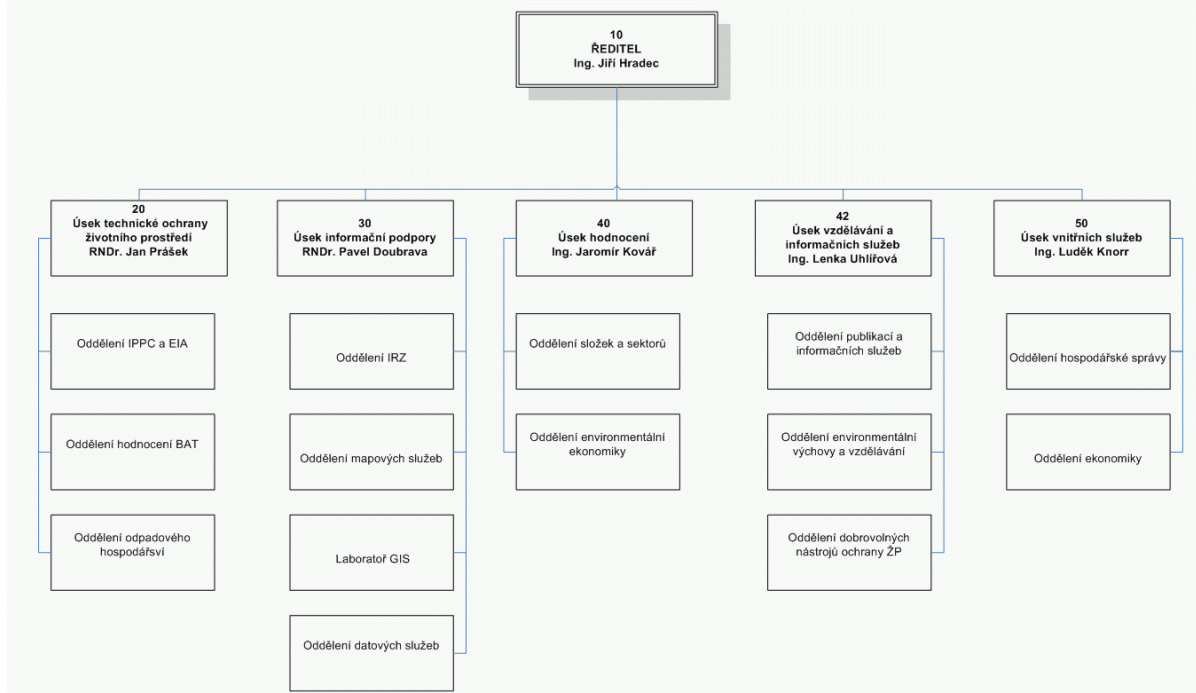 10
ŘEDITEL
Ing. Jiří Hradec
20
Úsek technické ochrany
životního prostředí
RNDr. Jan Prášek
30
Úsek informační podpory
RNDr. Pavel Doubrava
40
Úsek hodnocení
Ing. Jaromír Kovář
42
Úsek vzdělávání a
informačních služeb
Ing. Lenka Uhlířová
50
Úsek vnitřních služeb
Ing. Luděk Knorr
Oddělení IPPC a EIA
Oddělení hodnocení BAT
Oddělení odpadového
hospodářsví
Oddělení IRZ
Oddělení mapových služeb
Laboratoř GIS
Oddělení datových služeb
Oddělení složek a sektorů
Oddělení environmentální
ekonomiky
Oddělení publikací a
informačních služeb
Oddělení environmentální
výchovy a vzdělávání
Oddělení dobrovolných
nástrojů ochrany ŽP
Oddělení hospodářské správy
Oddělení ekonomiky